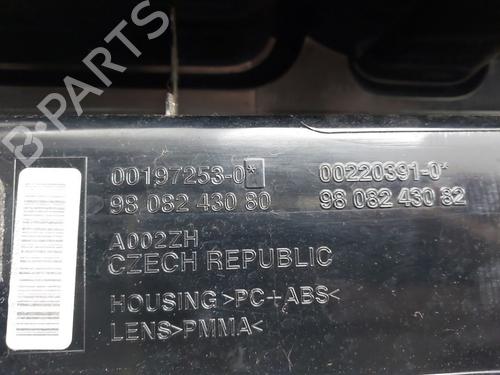 B-PARTS
00197253-0* 00220391-0*
98 082 430 80 98 082 430 82
A002ZH
CZECH REPUBLIC
HOUSING >PC+ABS<
LENS>PMMA<